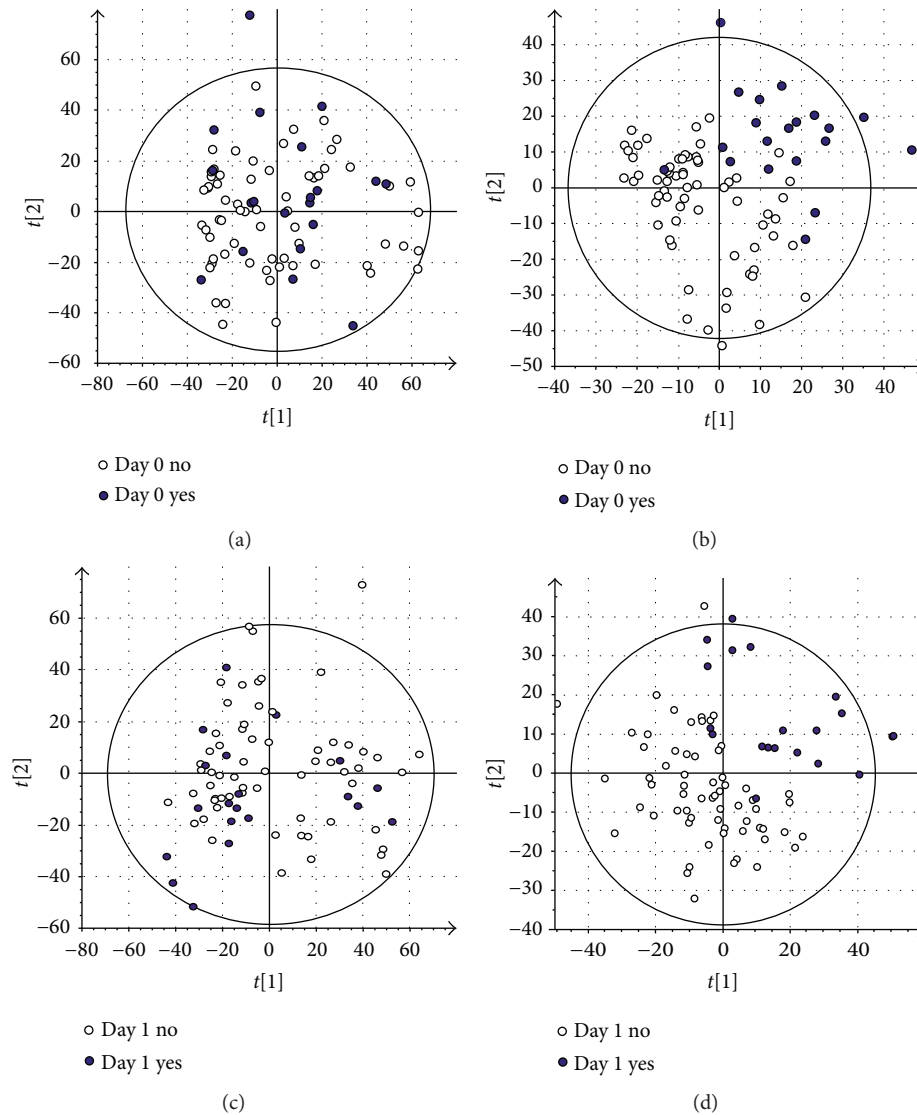 80
60
40
20
0
−20
−40
−60
t[2]
−80 −60 −40 −20 0 20 40 60
t[1]
Day 0 no
Day 0 yes
(a)
40
30
20
10
0
−10
−20
−30
−40
−50
t[2]
−40 −30 −20 −10 0 10 20 30 40
t[1]
Day 0 no
Day 0 yes
(b)
60
40
20
0
−20
−40
−60
t[2]
−80 −60 −40 −20 0 20 40 60
t[1]
Day 1 no
Day 1 yes
(c)
40
30
20
10
0
−10
−20
−30
−40
t[2]
−40 −20 0 20 40
t[1]
Day 1 no
Day 1 yes
(d)